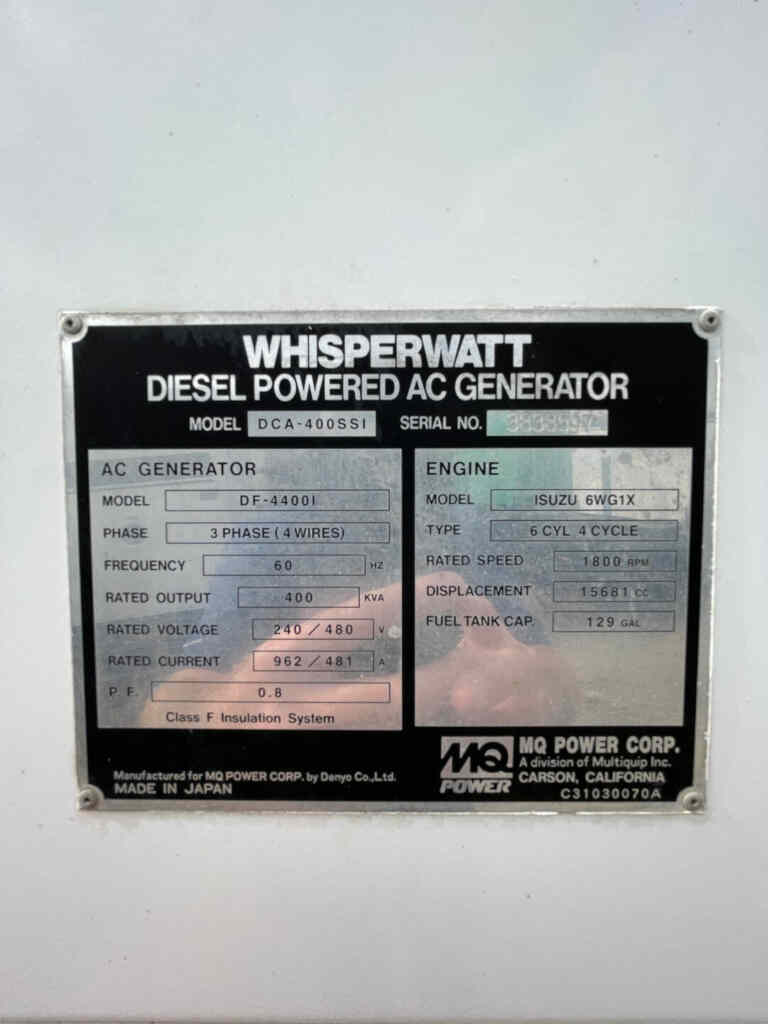 WHISPERWATT
DIESEL POWERED AC GENERATOR
MODEL DCA-400SSI SERIAL NO.
AC GENERATOR
MODEL DF-4400I
PHASE 3 PHASE (4 WIRES)
FREQUENCY 60 HZ
RATED OUTPUT 400 KVA
RATED VOLTAGE 240 / 480 V
RATED CURRENT 962 / 481 A
P. F. 0.8
Class F Insulation System
ENGINE
MODEL ISUZU 6WG1X
TYPE 6 CYL 4 CYCLE
RATED SPEED 1800 RPM
DISPLACEMENT 15681 CC
FUEL TANK CAP. 129 GAL
Manufactured for MQ POWER CORP. by Denyo Co.,Ltd.
MADE IN JAPAN
MQ
POWER
MQ POWER CORP.
A division of Multiquip Inc.
CARSON, CALIFORNIA
C31030070A